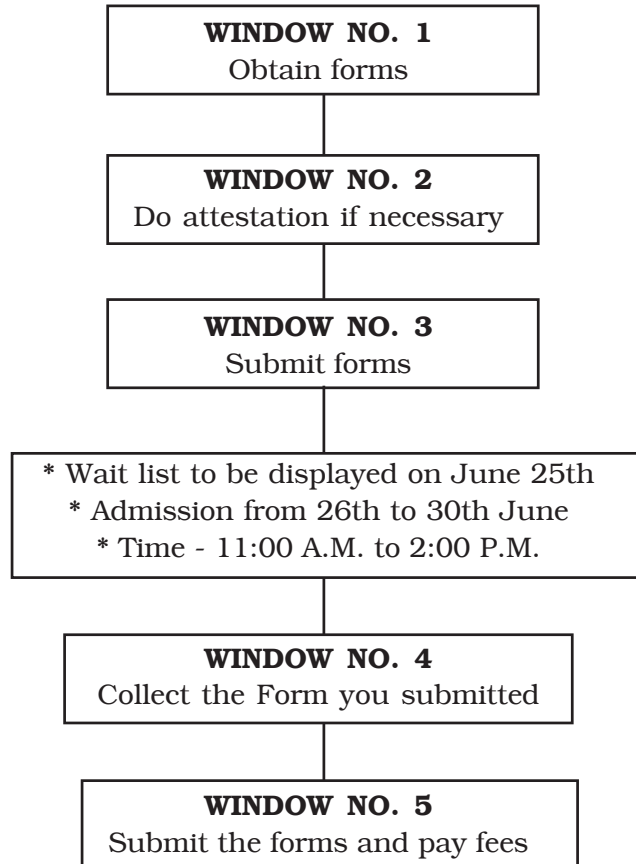 WINDOW NO. 1
Obtain forms
WINDOW NO. 2
Do attestation if necessary
WINDOW NO. 3
Submit forms
* Wait list to be displayed on June 25th
* Admission from 26th to 30th June
* Time - 11:00 A.M. to 2:00 P.M.
WINDOW NO. 4
Collect the Form you submitted
WINDOW NO. 5
Submit the forms and pay fees